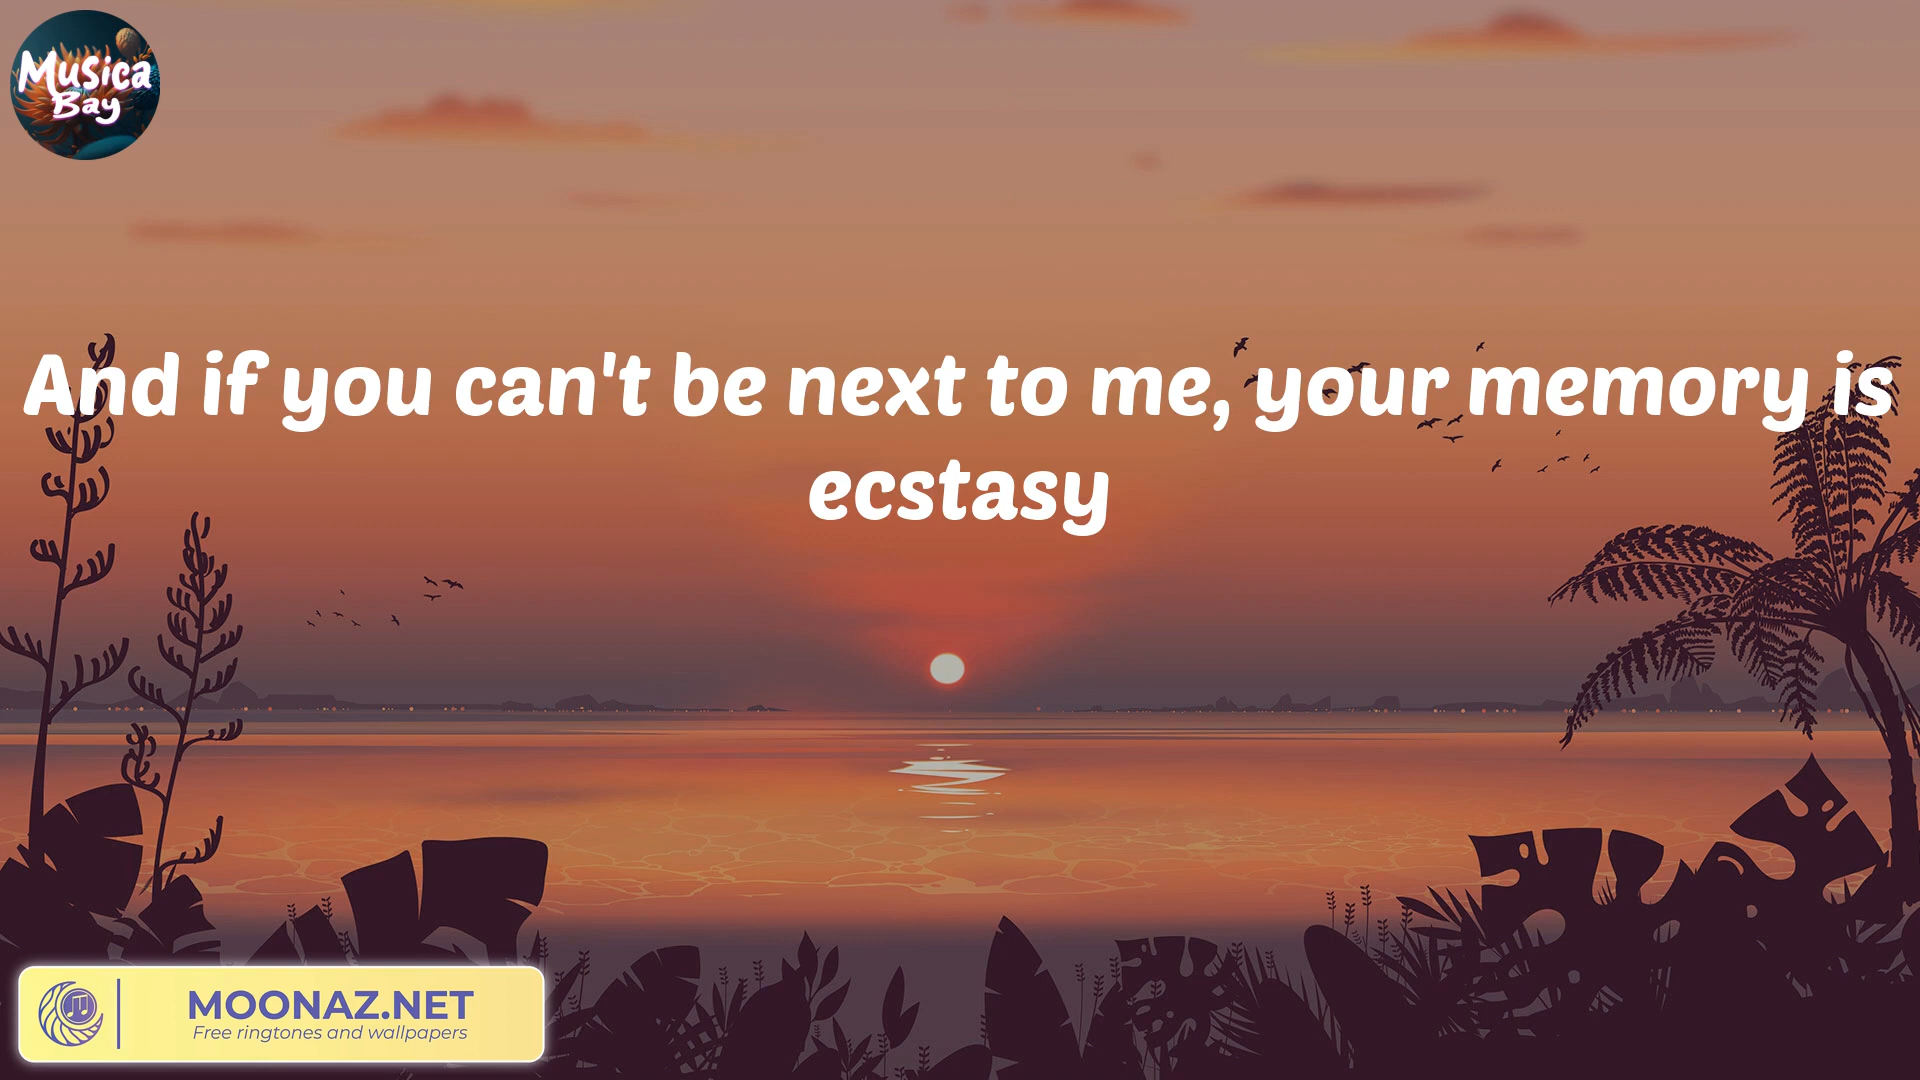 Musica
Bay
And if you can't be next to me, your memory is
ecstasy
MOONAZ.NET
Free ringtones and wallpapers